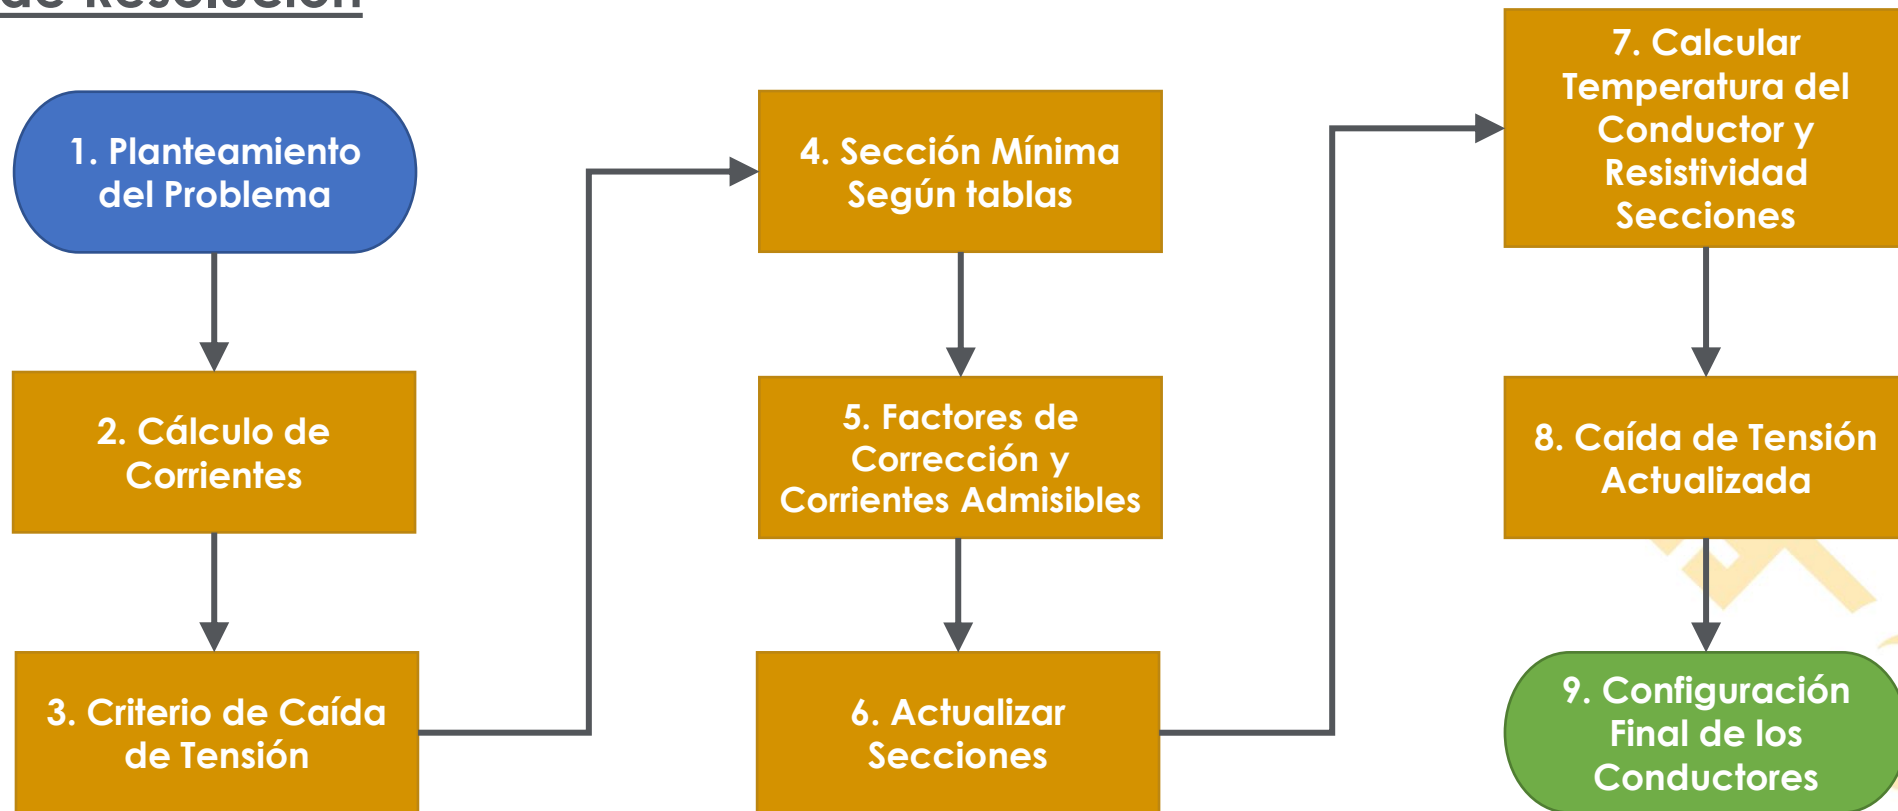 de Resolución
1. Planteamiento
del Problema
2. Cálculo de
Corrientes
3. Criterio de Caída
de Tensión
4. Sección Mínima
Según tablas
5. Factores de
Corrección y
Corrientes Admisibles
6. Actualizar
Secciones
7. Calcular
Temperatura del
Conductor y
Resistividad
Secciones
8. Caída de Tensión
Actualizada
9. Configuración
Final de los
Conductores